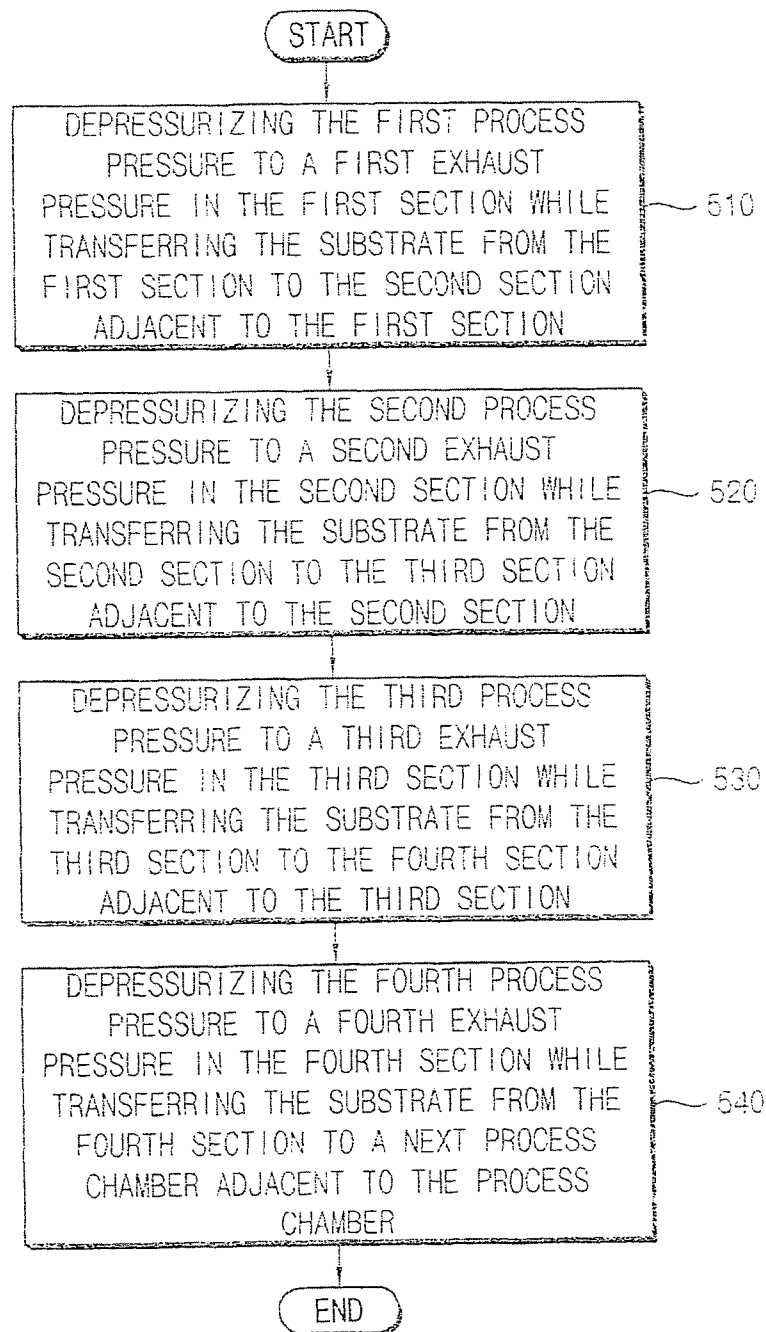 START
DEPRESSURIZING THE FIRST PROCESS
PRESSURE TO A FIRST EXHAUST
PRESSURE IN THE FIRST SECTION WHILE
TRANSFERRING THE SUBSTRATE FROM THE
FIRST SECTION TO THE SECOND SECTION
ADJACENT TO THE FIRST SECTION
510
DEPRESSURIZING THE SECOND PROCESS
PRESSURE TO A SECOND EXHAUST
PRESSURE IN THE SECOND SECTION WHILE
TRANSFERRING THE SUBSTRATE FROM THE
SECOND SECTION TO THE THIRD SECTION
ADJACENT TO THE SECOND SECTION
520
DEPRESSURIZING THE THIRD PROCESS
PRESSURE TO A THIRD EXHAUST
PRESSURE IN THE THIRD SECTION WHILE
TRANSFERRING THE SUBSTRATE FROM THE
THIRD SECTION TO THE FOURTH SECTION
ADJACENT TO THE THIRD SECTION
530
DEPRESSURIZING THE FOURTH PROCESS
PRESSURE TO A FOURTH EXHAUST
PRESSURE IN THE FOURTH SECTION WHILE
TRANSFERRING THE SUBSTRATE FROM THE
FOURTH SECTION TO A NEXT PROCESS
CHAMBER ADJACENT TO THE PROCESS
CHAMBER
540
END